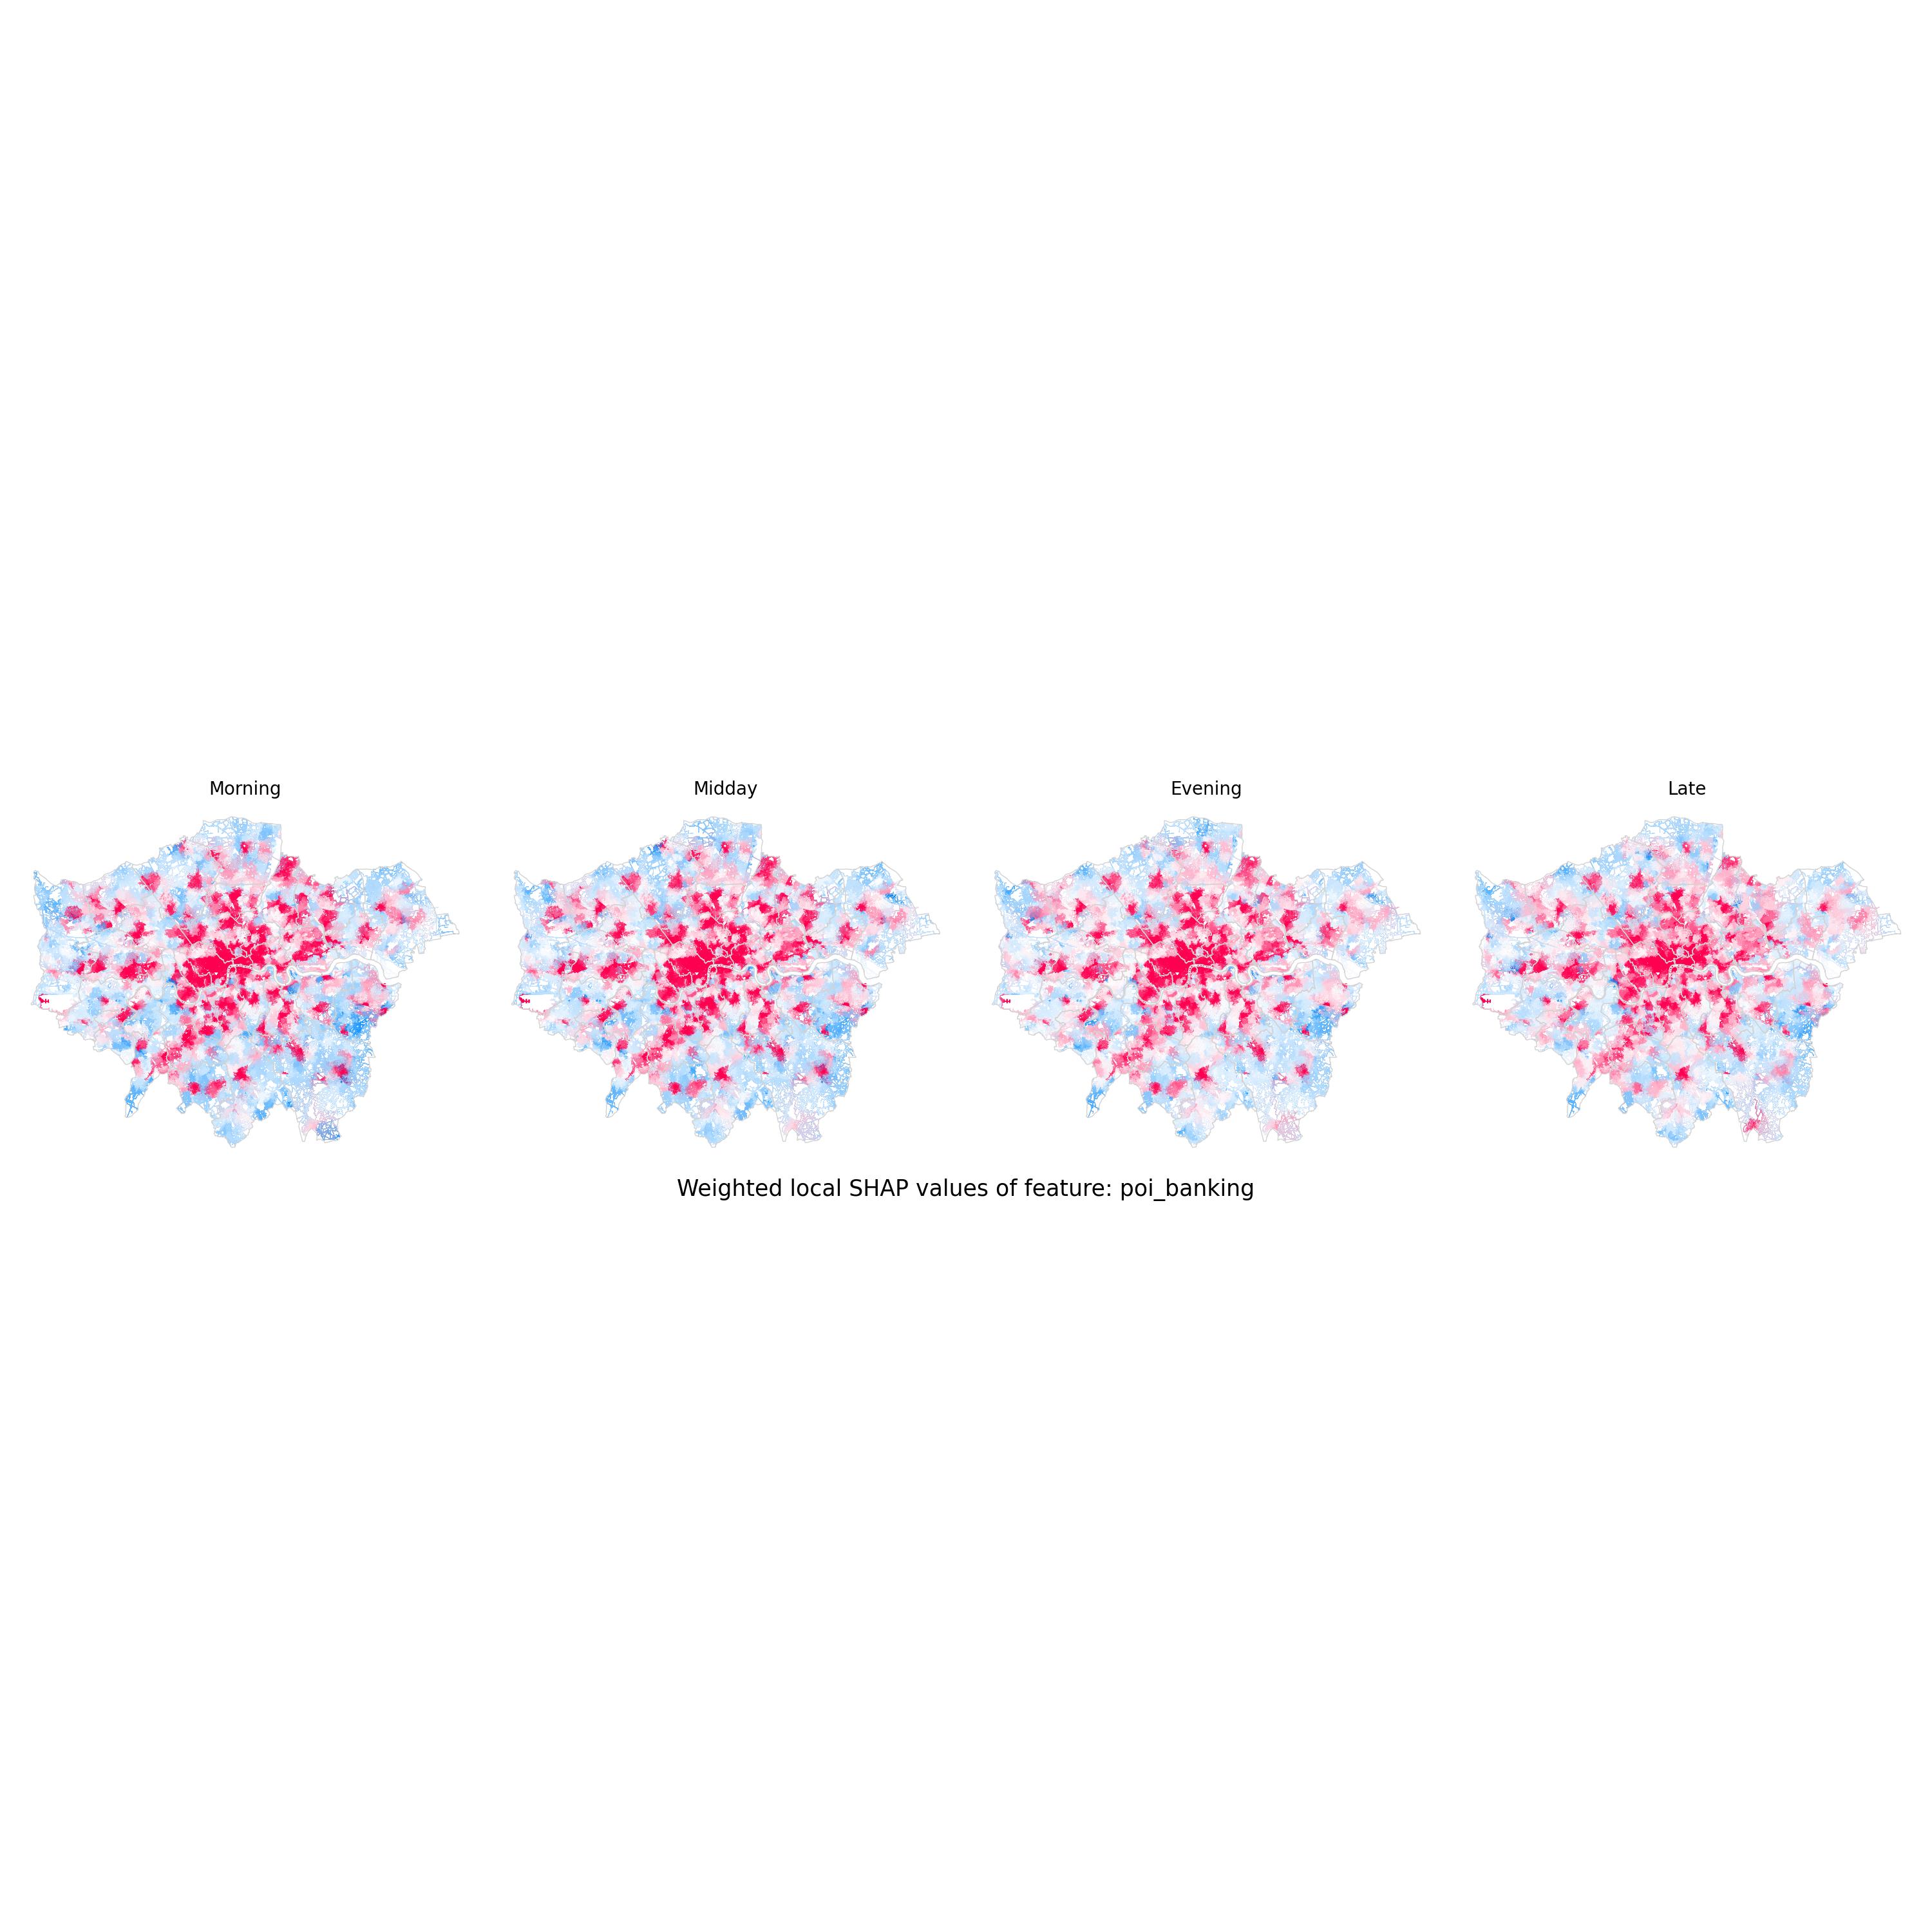 Morning
Midday
Evening
Late
Weighted local SHAP values of feature: poi_banking